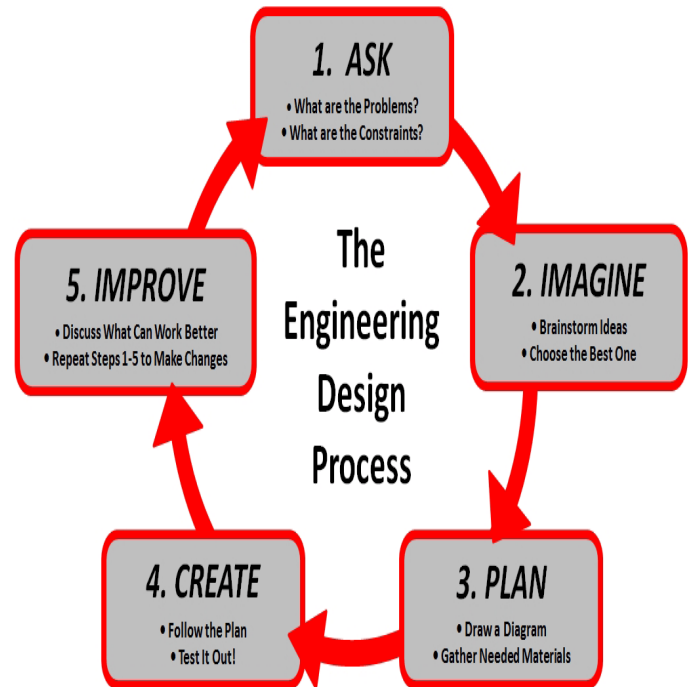 1. ASK
• What are the Problems?
• What are the Constraints?
The
Engineering
Design
Process
2. IMAGINE
• Brainstorm Ideas
• Choose the Best One
3. PLAN
• Draw a Diagram
• Gather Needed Materials
4. CREATE
• Follow the Plan
• Test It Out!
5. IMPROVE
• Discuss What Can Work Better
• Repeat Steps 1-5 to Make Changes